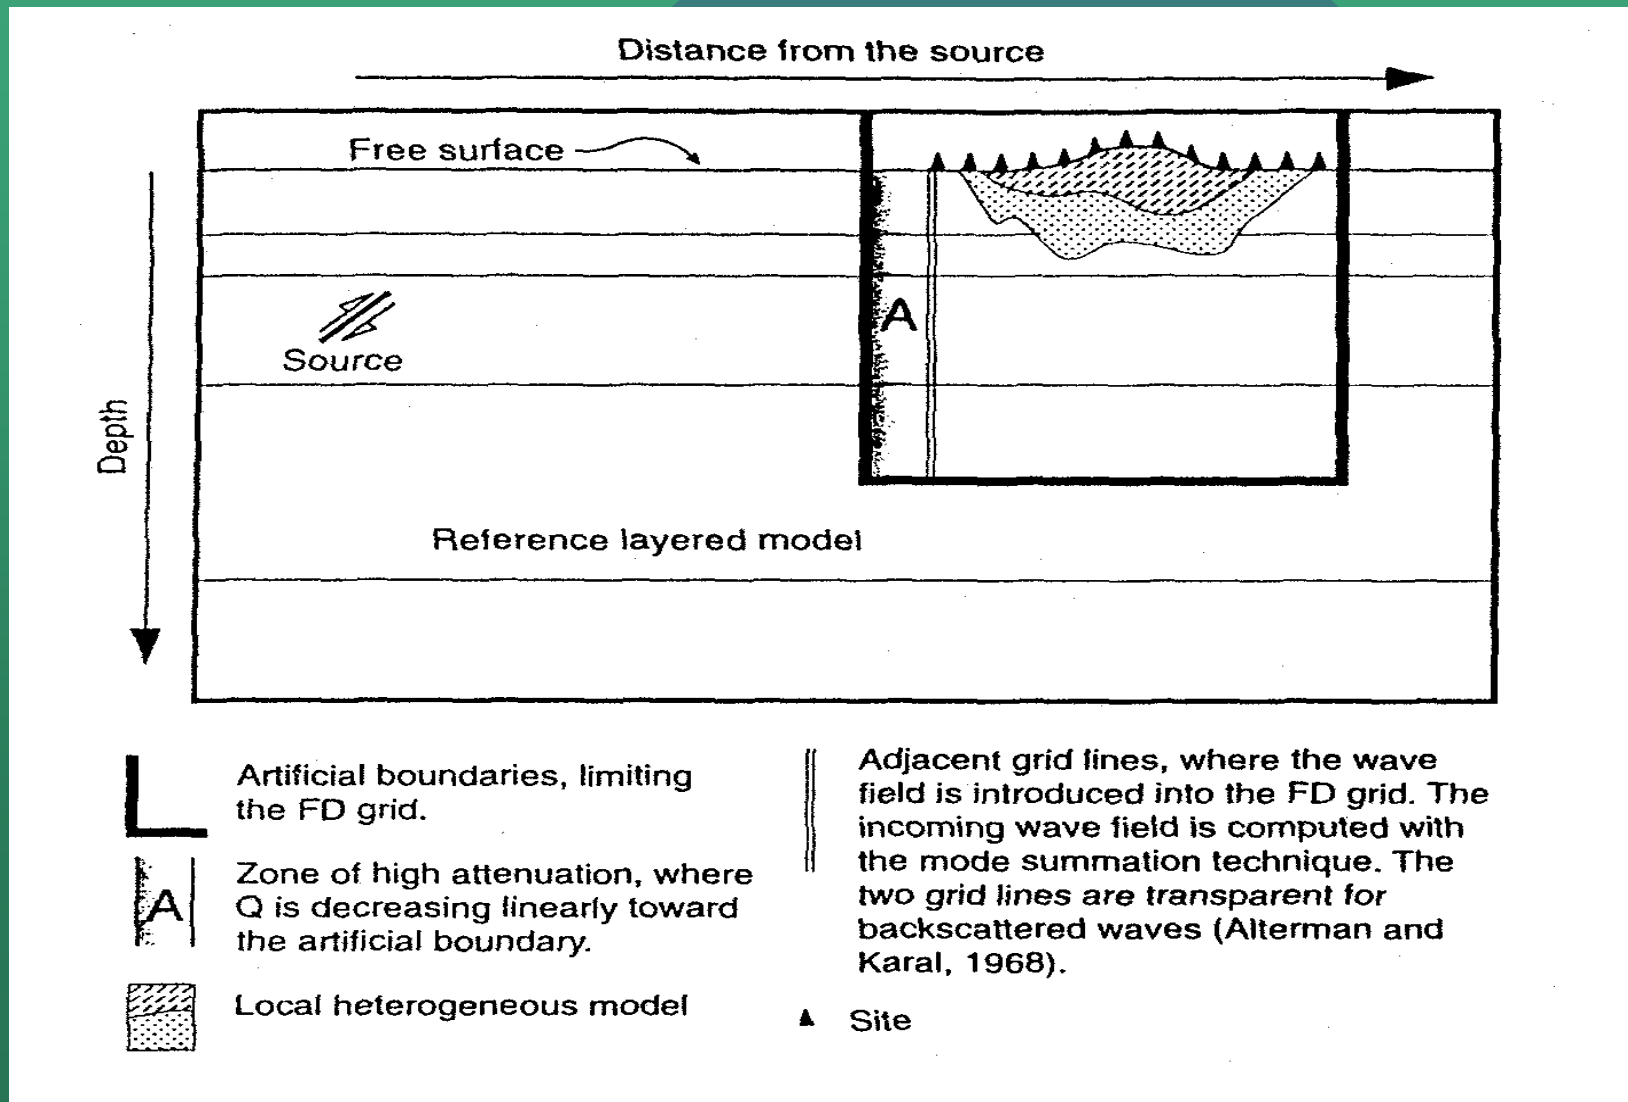 Distance from the source
Free surface
A
Source
Depth
Reference layered model
Artificial boundaries, limiting
the FD grid.
A
Zone of high attenuation, where
Q is decreasing linearly toward
the artificial boundary.
Local heterogeneous model
Adjacent grid lines, where the wave
field is introduced into the FD grid. The
incoming wave field is computed with
the mode summation technique. The
two grid lines are transparent for
backscattered waves (Alterman and
Karal, 1968).
Site